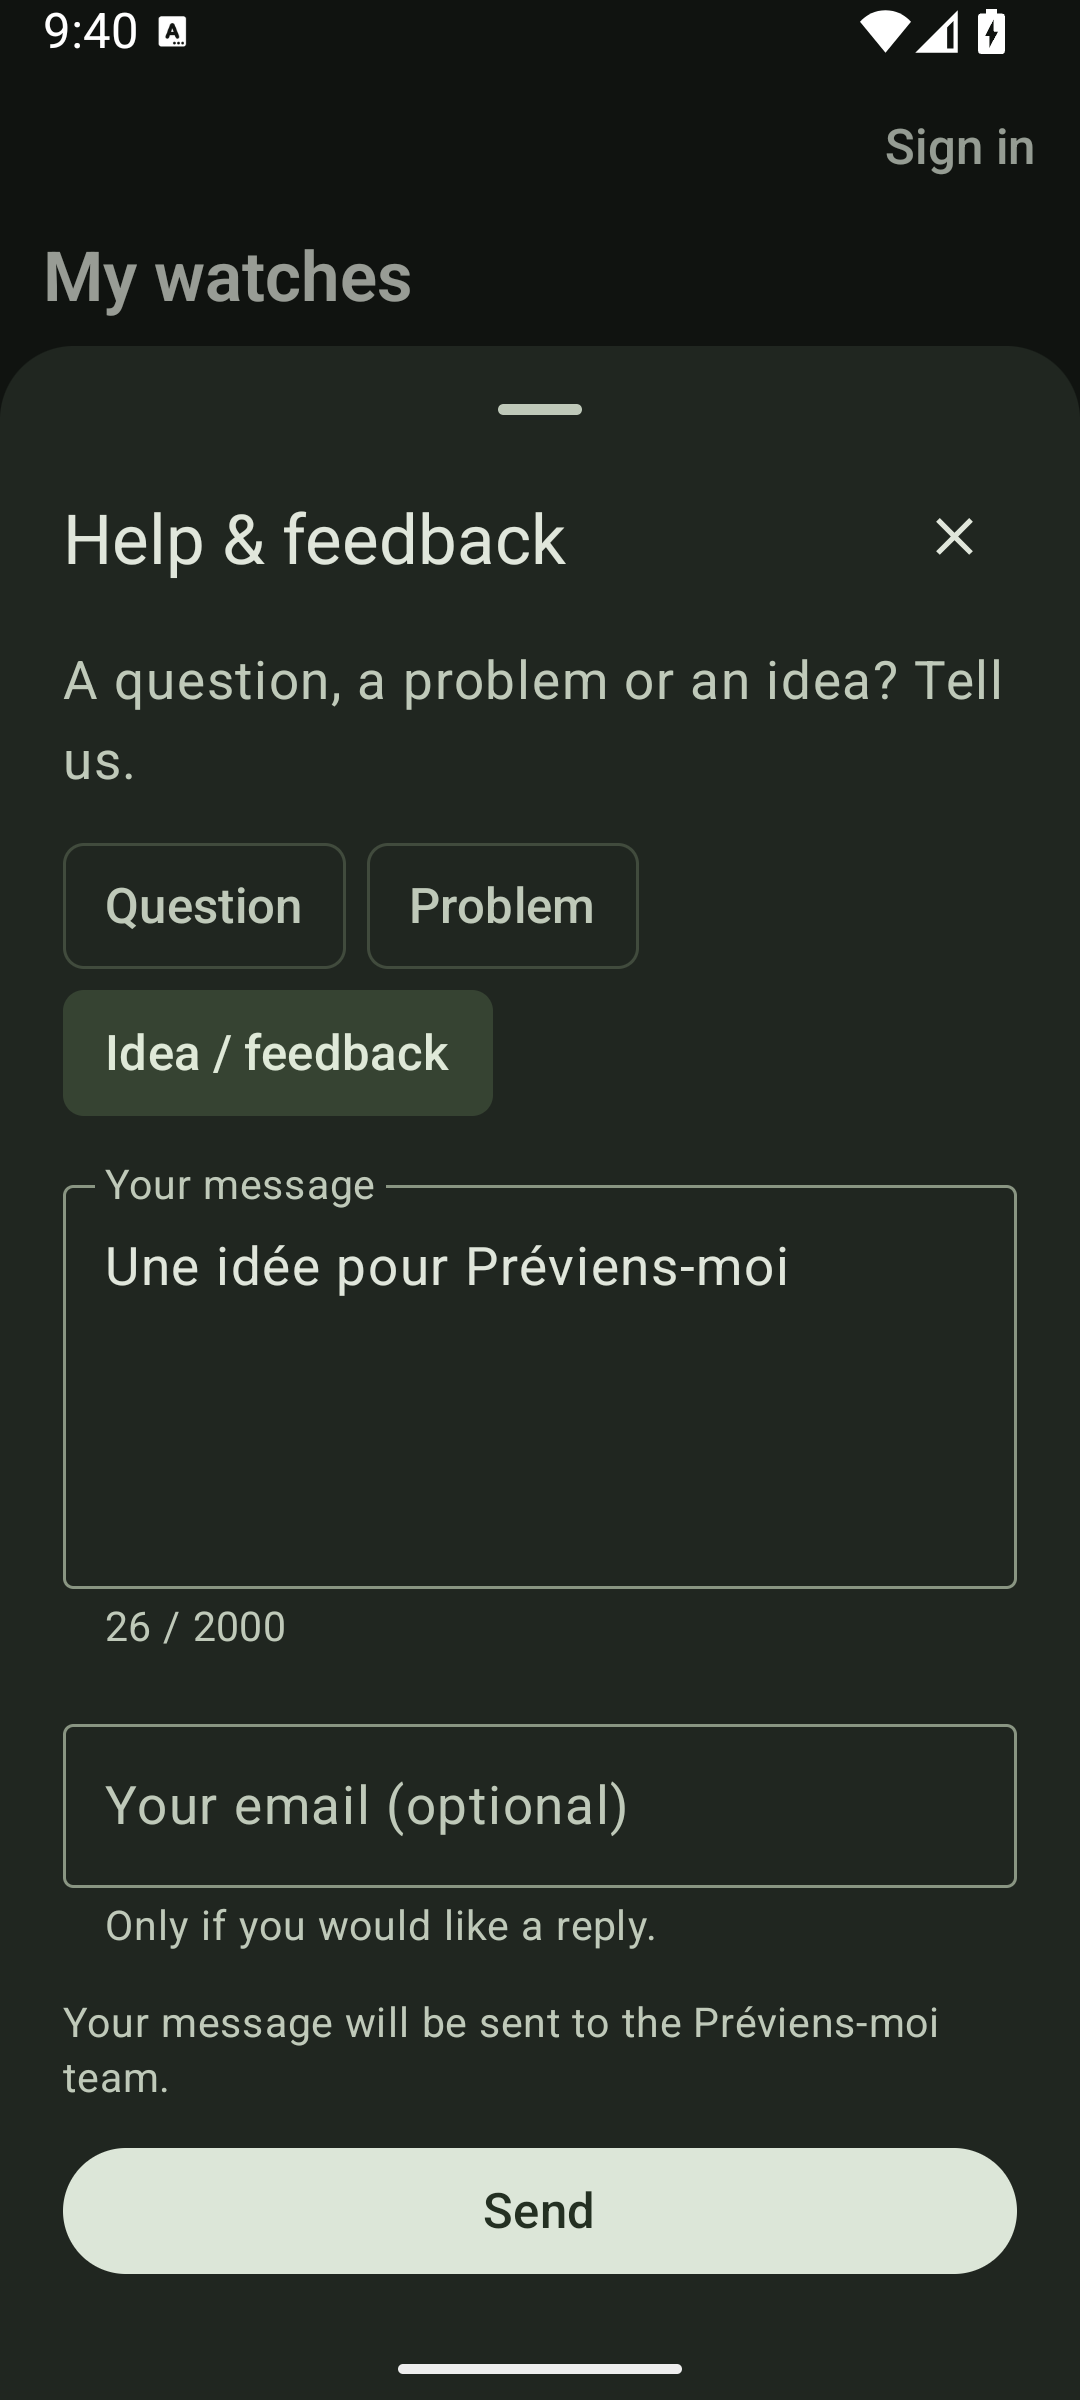 9:40
Sign in
My watches
Help & feedback
A question, a problem or an idea? Tell
us.
Question Problem
Idea / feedback
Your message
Une idée pour Préviens-moi
26 / 2000
Your email (optional)
Only if you would like a reply.
Your message will be sent to the Préviens-moi
team.
Send